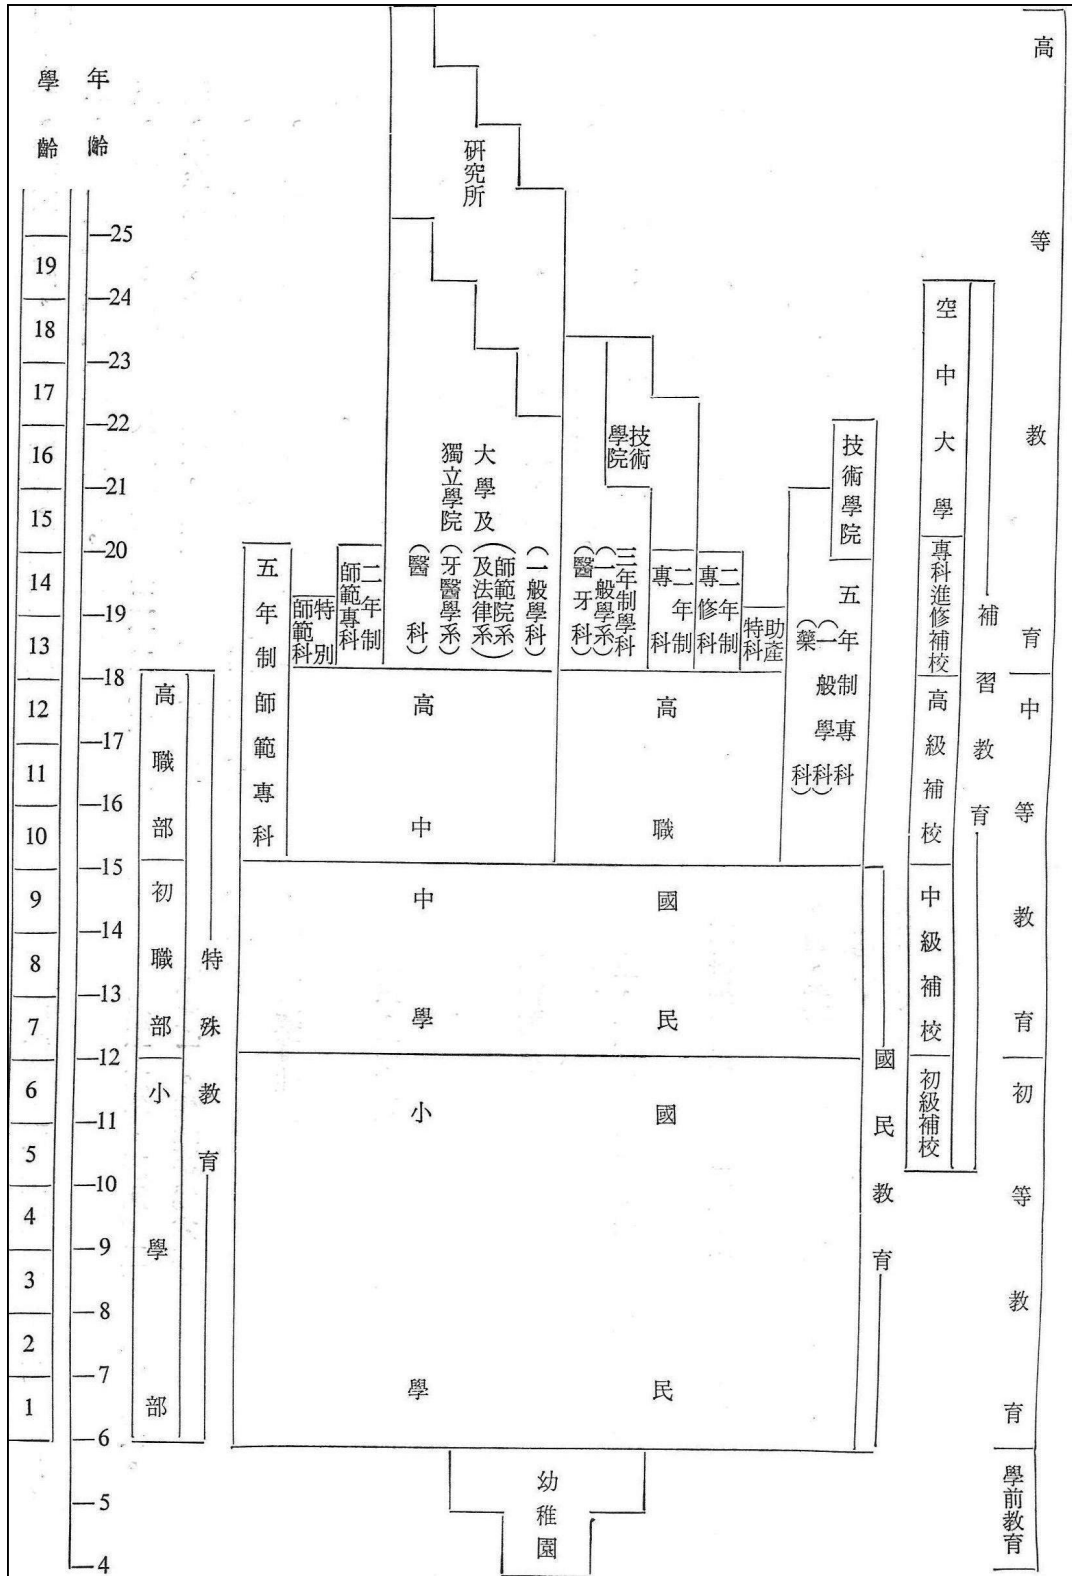 學齡
年齡
19
18
17
16
15
14
13
12
11
10
9
8
7
6
5
4
3
2
1
25
24
23
22
21
20
19
18
17
16
15
14
13
12
11
10
9
8
7
6
5
4
高職部
初職部
小學部
特殊教育
五年制師範專科
特別
師範科
二年制
師範專科
研究所
大學及
獨立學院
(一般學科)
(師範院系)
(及法律系)
(牙醫學系)
(醫科)
技術
學院
三年制學科
(一般學系)
(醫牙科)
二年制
專科
二年制
專修科
助產
特科
技術學院
五年制專科
(一般學科)
(藥科)
高中
高職
國民
中學
國民
小學
幼稚園
國民教育
空中大學
專科進修補校
高級補校
中級補校
初級補校
補習教育
高等教育
中等教育
初等教育
學前教育